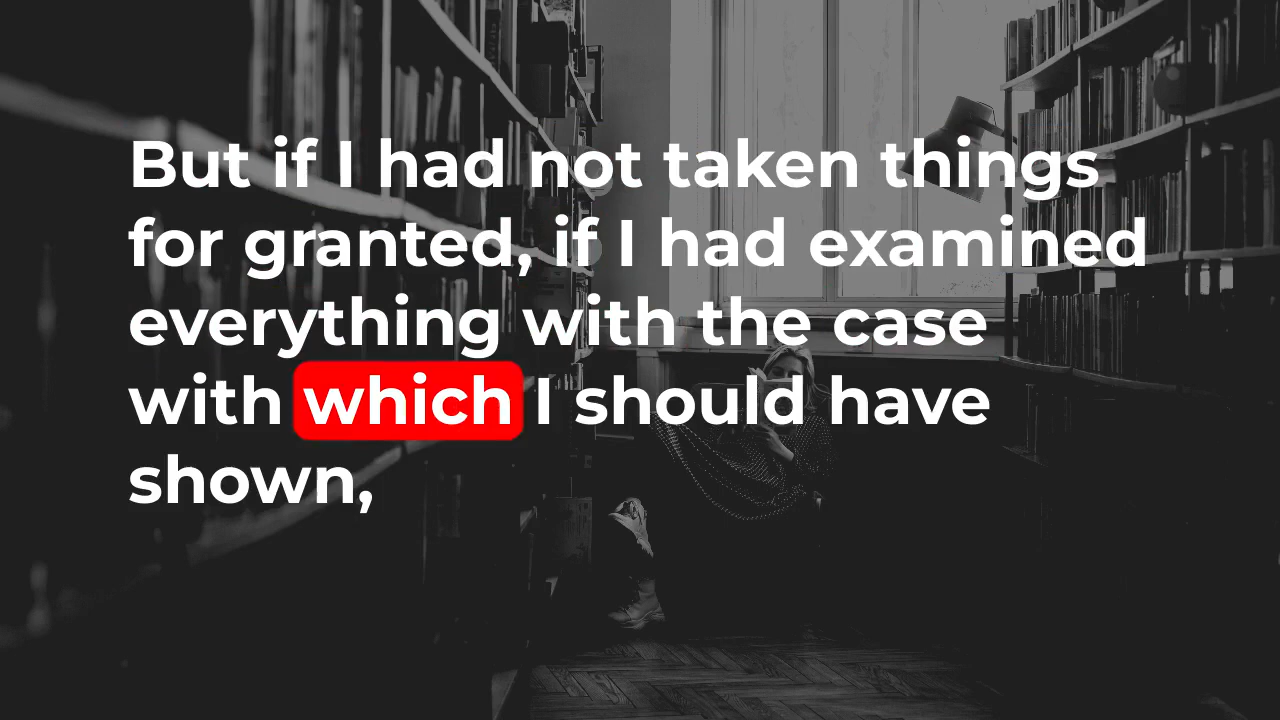 But if I had not taken things
for granted, if I had examined
everything with the case
with which I should have
shown,